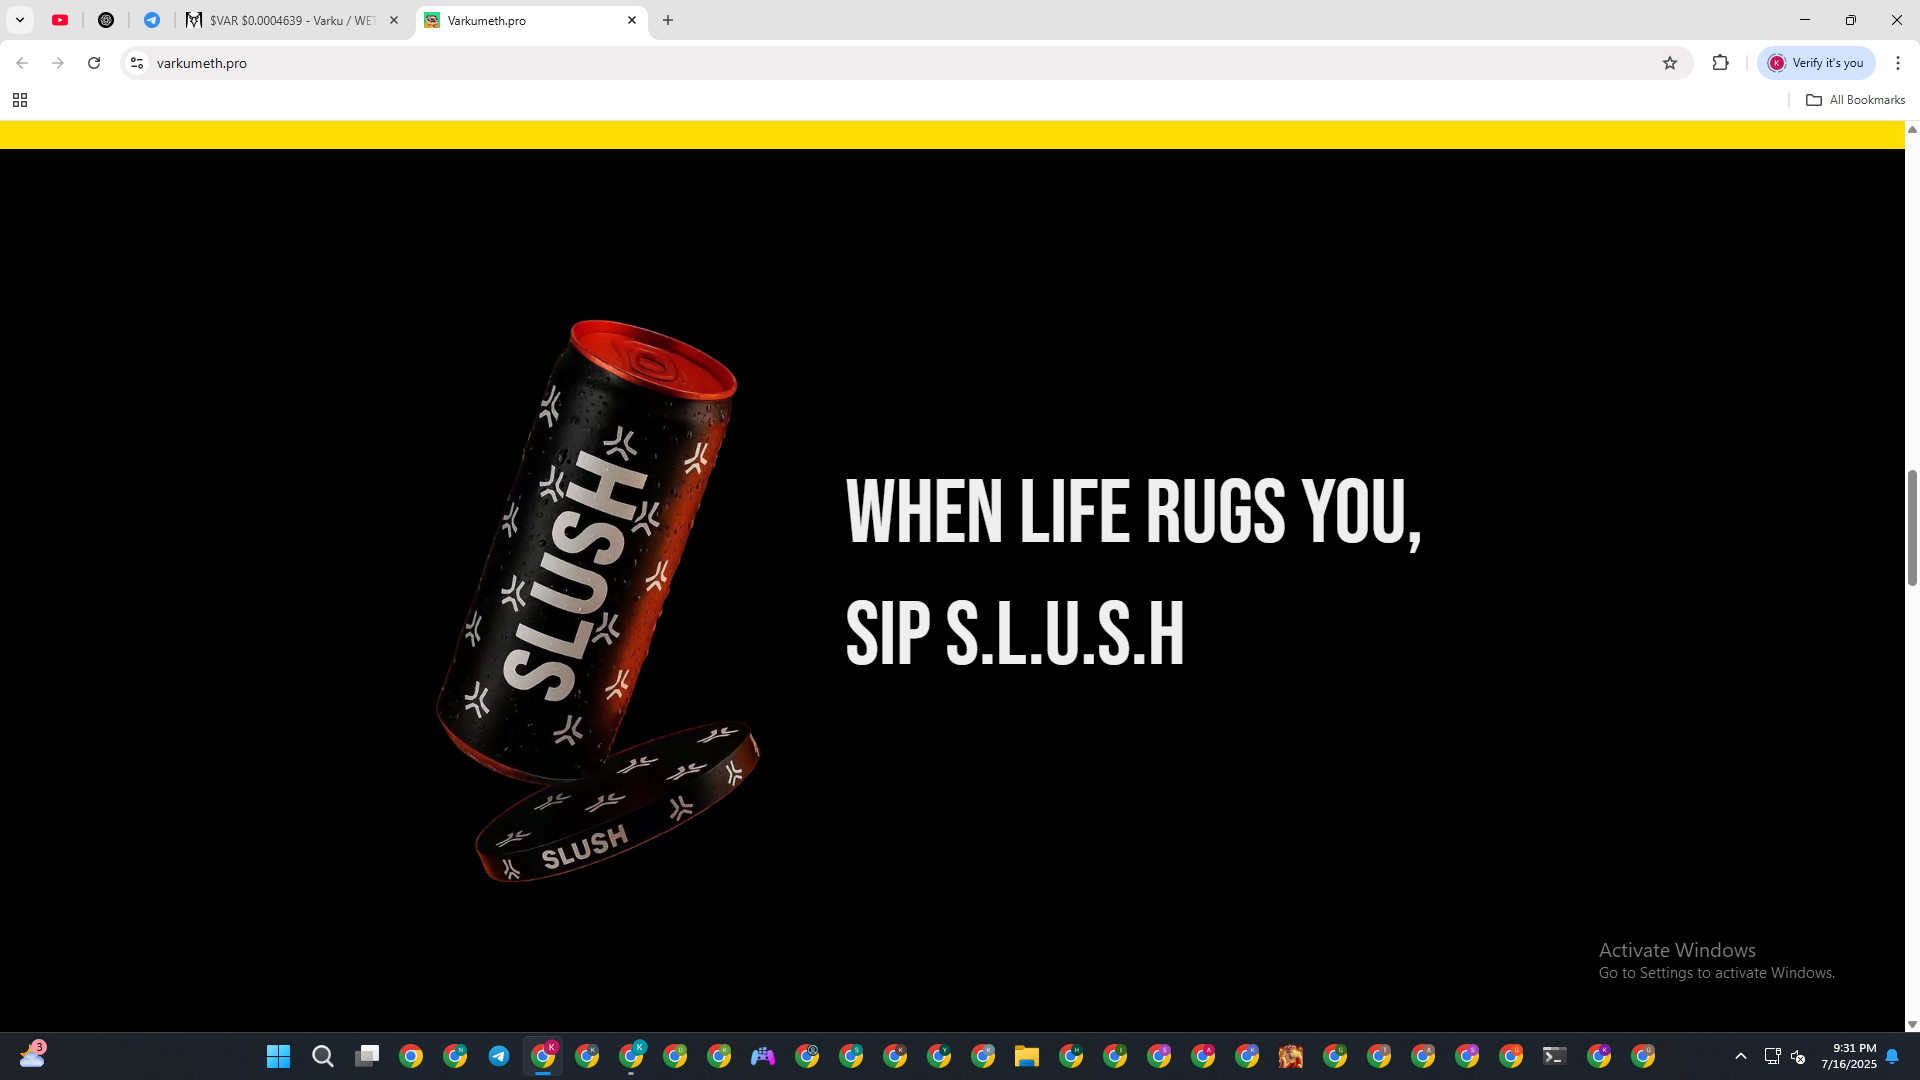 $VAR $0.0004639 - Varku / WET
Varkumeth.pro
varkumeth.pro
K
Verify it's you
All Bookmarks
SLUSH
WHEN LIFE RUGS YOU,
SIP S.L.U.S.H
SLUSH
Activate Windows
Go to Settings to activate Windows.
3
9:31 PM
7/16/2025